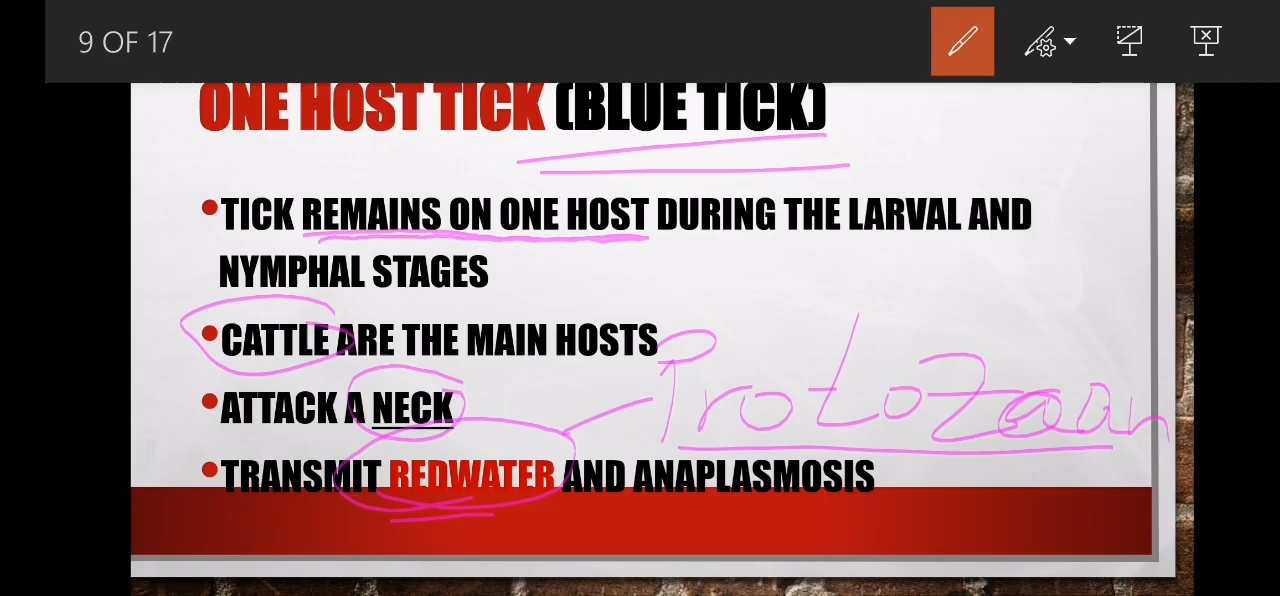 9 OF 17
ONE HOST TICK (BLUE TICK)
•TICK REMAINS ON ONE HOST DURING THE LARVAL AND
NYMPHAL STAGES
•CATTLE ARE THE MAIN HOSTS
•ATTACK A NECK
Protozoan
•TRANSMIT REDWATER AND ANAPLASMOSIS